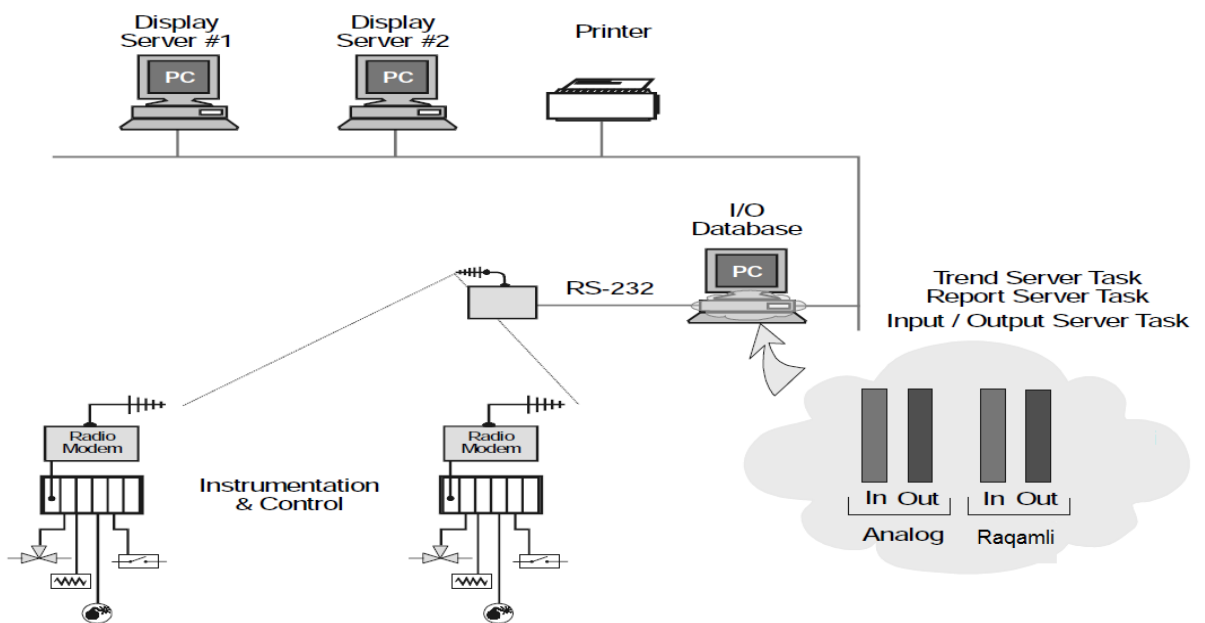 Display
Server #1
Display
Server #2
Printer
PC
PC
I/O
Database
PC
RS-232
Trend Server Task
Report Server Task
Input / Output Server Task
Radio
Modem
Radio
Modem
Instrumentation
& Control
In Out
In Out
Analog
Raqamli